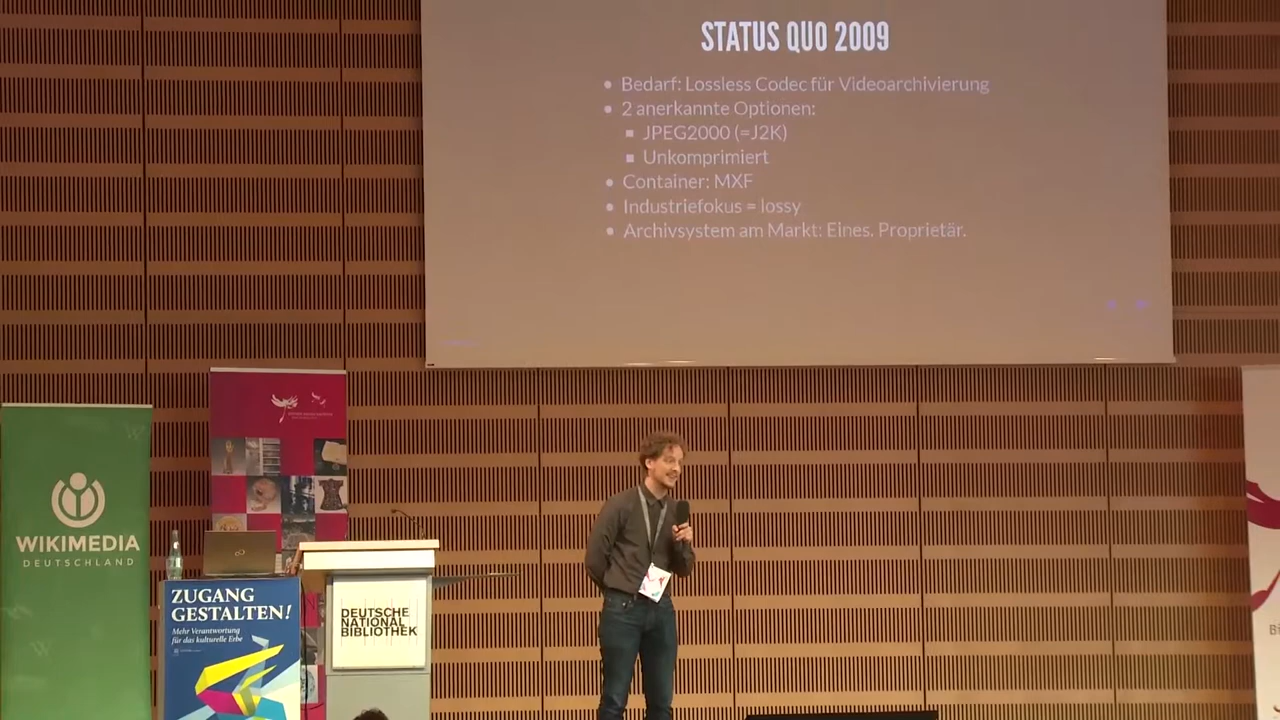 STATUS QUO 2009
Bedarf: Lossless Codec für Videoarchivierung
2 anerkannte Optionen:
JPEG2000 (=J2K)
Unkomprimiert
Container: MXF
Industriefokus = lossy
Archivsystem am Markt: Eines. Proprietär.
WIKIMEDIA
DEUTSCHLAND
ZUGANG
GESTALTEN!
Mehr Verantwortung
für das kulturelle Erbe
DEUTSCHE
NATIONAL
BIBLIOTHEK